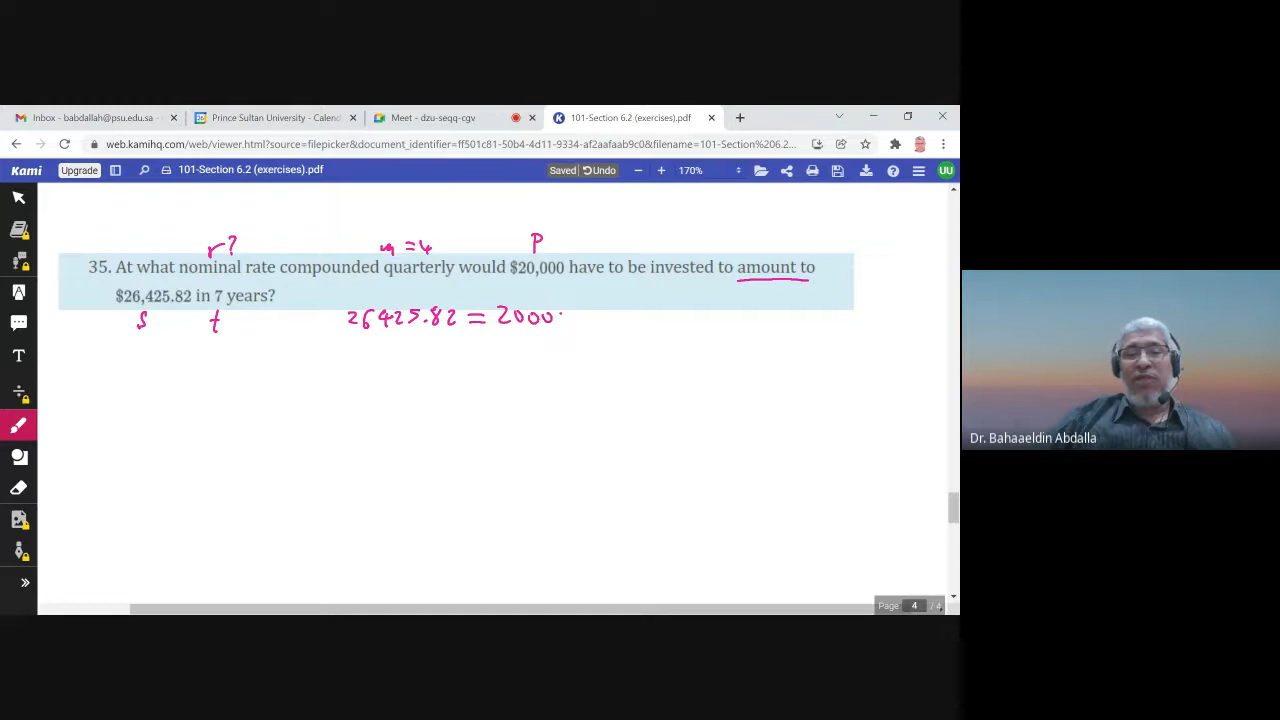 Inbox - babdallah@psu.edu.sa -
Prince Sultan University - Calend
Meet - dzu-seqq-cgv
101-Section 6.2 (exercises).pdf
web.kamihq.com/web/viewer.html?source=filepicker&document_identifier=ff501c81-50b4-4d11-9334-af2aafaab9c0&filename=101-Section%206.2...
Kami
Upgrade
101-Section 6.2 (exercises).pdf
Saved
Undo
170%
UU
r?
m = 4
P
35. At what nominal rate compounded quarterly would $20,000 have to be invested to amount to
$26,425.82 in 7 years?
S
t
26425.82 = 2000
Page 4 / 4
Dr. Bahaaeldin Abdalla